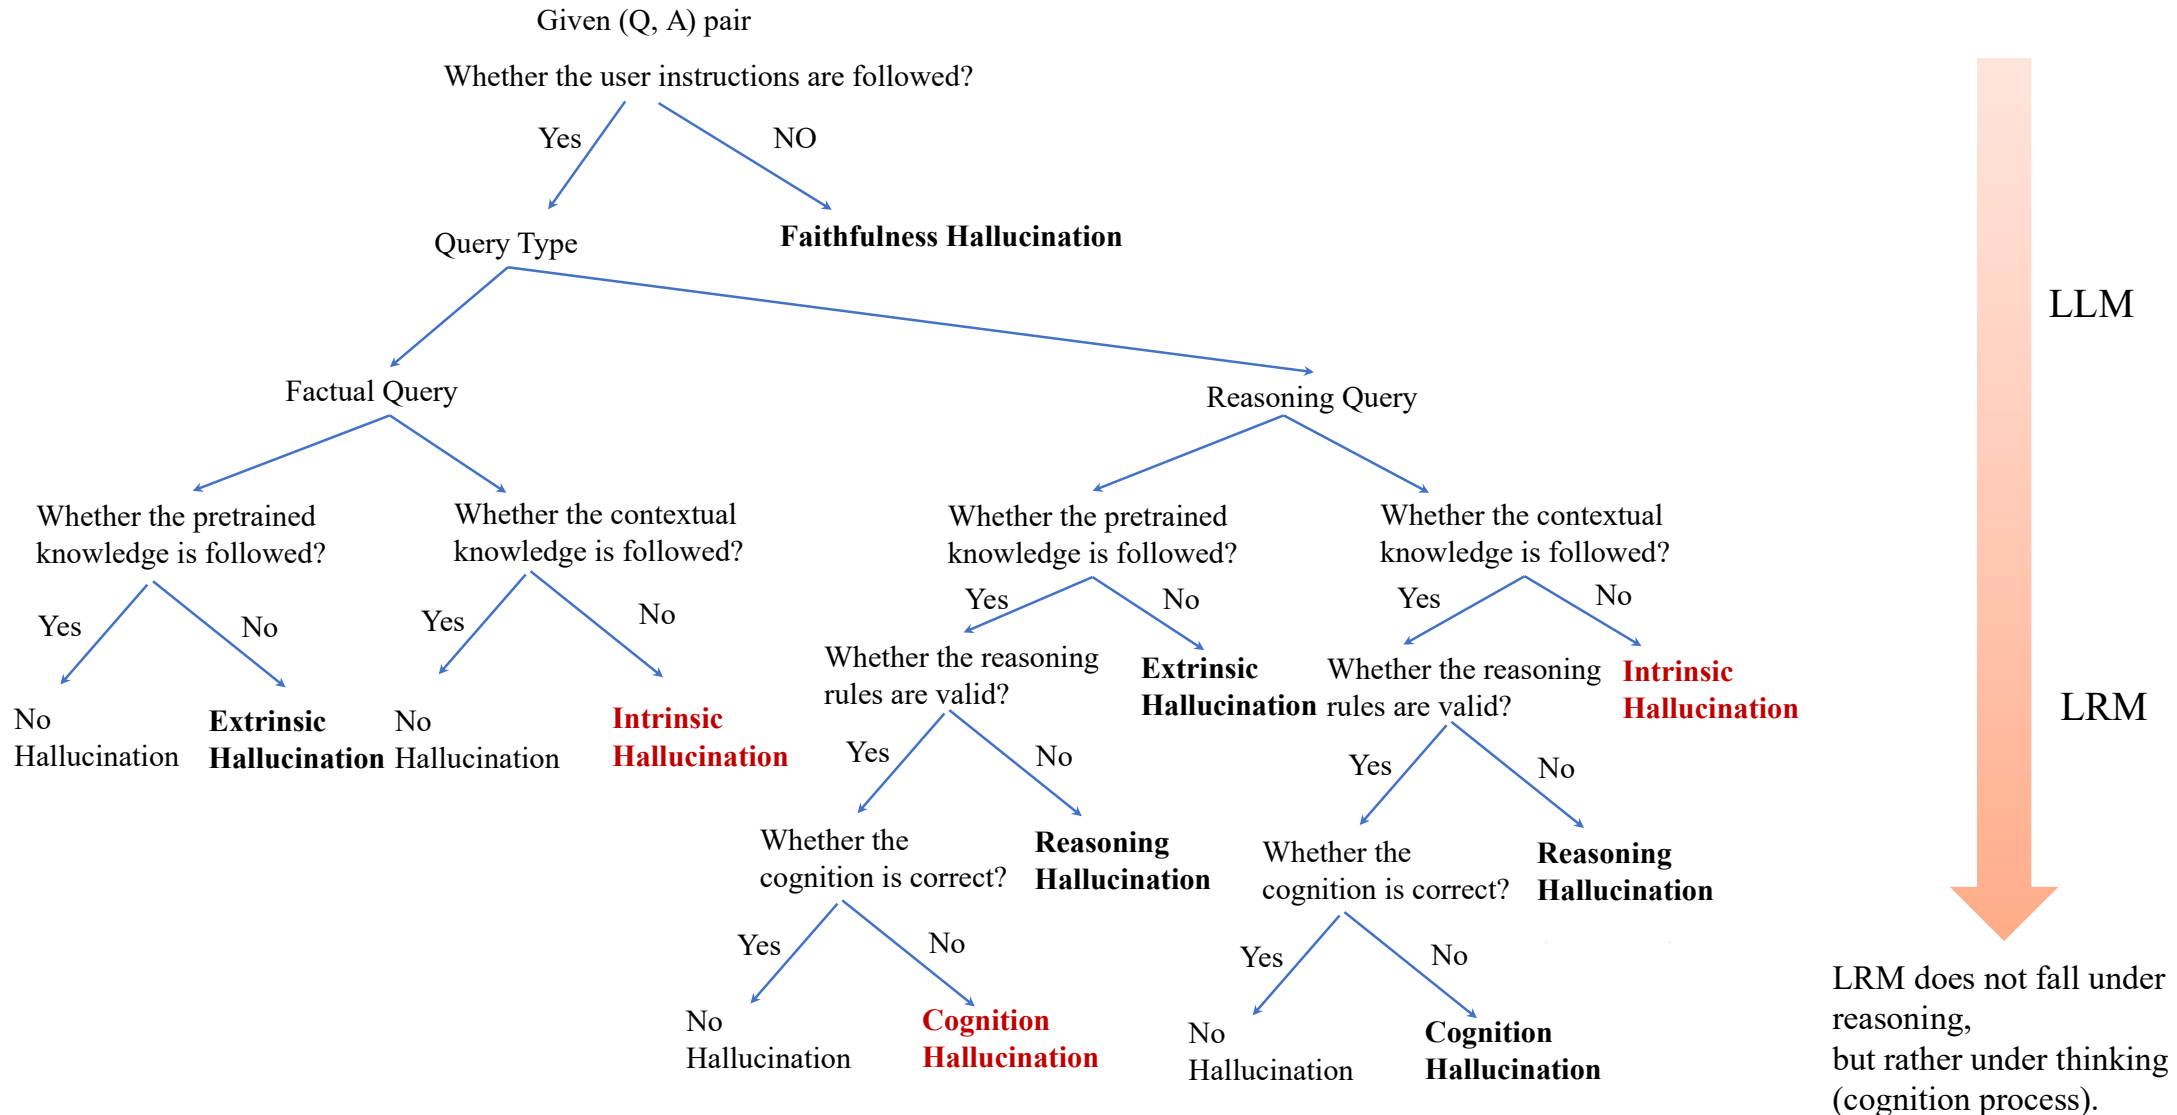 Given (Q, A) pair
Whether the user instructions are followed?
Yes
NO
Query Type
Faithfulness Hallucination
LLM
Factual Query
Reasoning Query
Whether the pretrained
knowledge is followed?
Whether the contextual
knowledge is followed?
Whether the pretrained
knowledge is followed?
Whether the contextual
knowledge is followed?
Yes
No
Yes
No
Yes
No
Yes
No
No
Hallucination
Extrinsic
Hallucination
No
Hallucination
Intrinsic
Hallucination
Whether the reasoning
rules are valid?
Extrinsic
Hallucination
Whether the reasoning
rules are valid?
Intrinsic
Hallucination
LRM
Yes
No
Yes
No
Whether the
cognition is correct?
Reasoning
Hallucination
Whether the
cognition is correct?
Reasoning
Hallucination
Yes
No
Yes
No
No
Hallucination
Cognition
Hallucination
No
Hallucination
Cognition
Hallucination
LRM does not fall under
reasoning,
but rather under thinking
(cognition process).